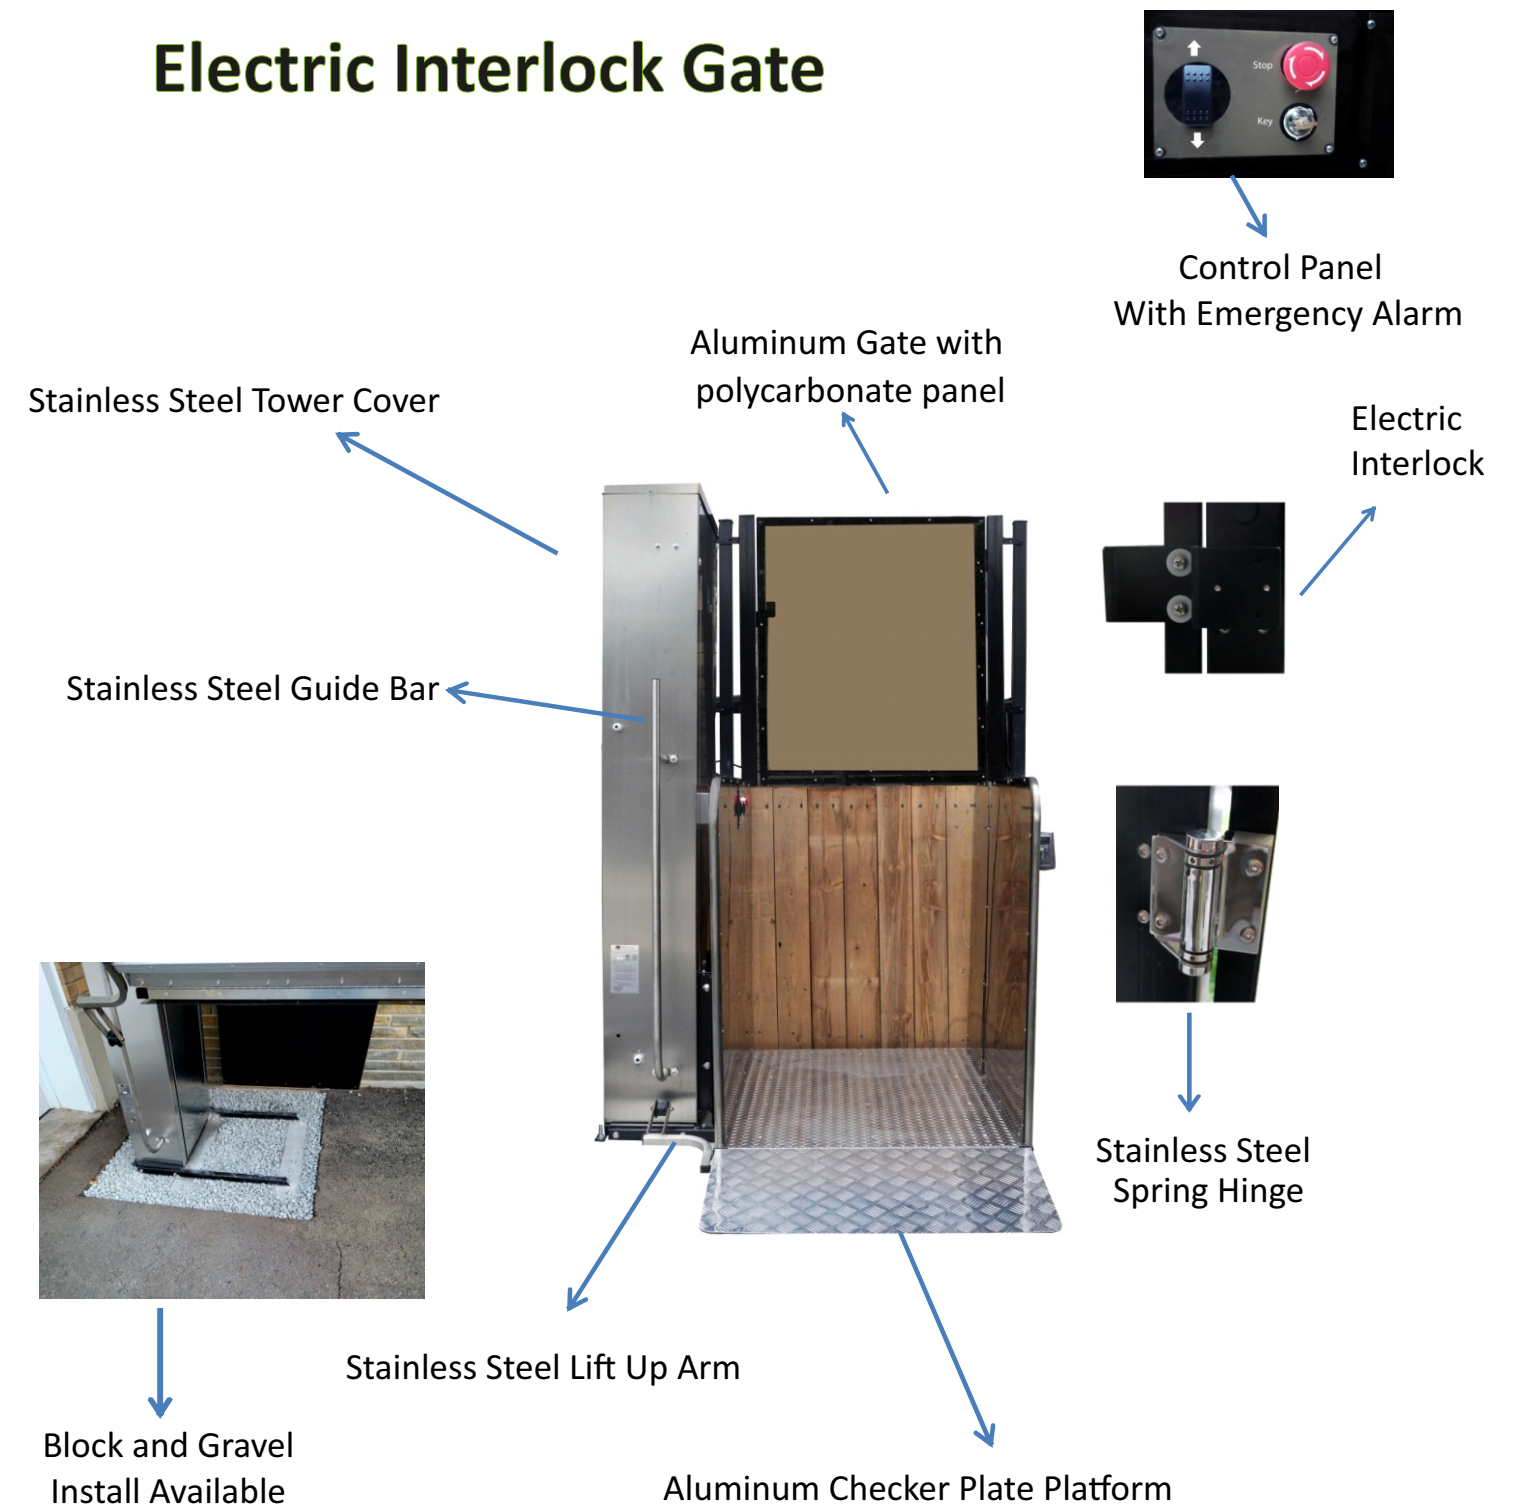 Electric Interlock Gate
Stop
Key
Control Panel
With Emergency Alarm
Aluminum Gate with
polycarbonate panel
Stainless Steel Tower Cover
Electric
Interlock
Stainless Steel Guide Bar
Stainless Steel
Spring Hinge
Stainless Steel Lift Up Arm
Block and Gravel
Install Available
Aluminum Checker Plate Platform